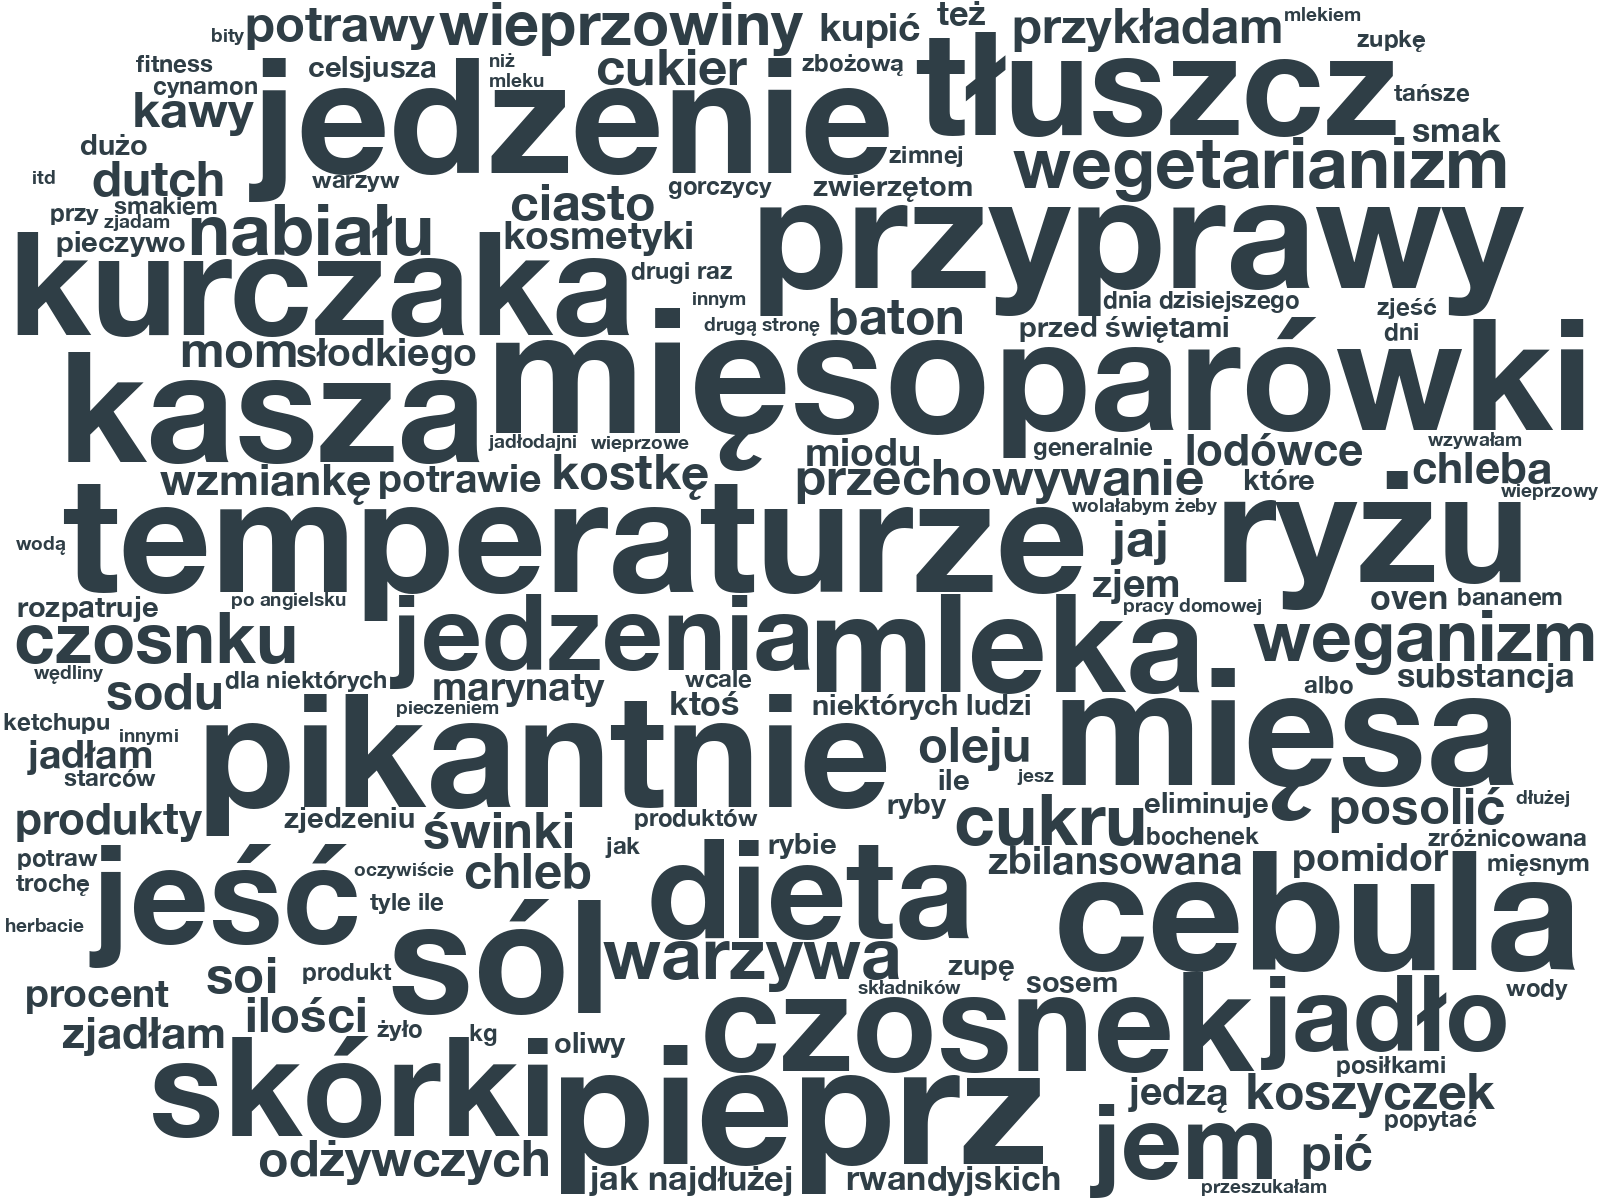 bity potrawy wieprzowiny kupić też przykładam mlekiem zupkę
fitness celsjusza niż cukier zbożową tłuszcz
cynamon mleku tańsze
kawy jedzenie smak
dużo zimnej wegetarianizm
itd dutch warzyw gorczycy zwierzętom
przy smakiem ciasto przyprawy
zjadam nabiału kosmetyki
pieczywo kurczaka drugi raz
innym dnia dzisiejszego zjeść
drugą stronę baton przed świętami dni
mom słodkiego mięso parówki
kasza
jadłodajni wieprzowe miodu generalnie lodówce wzywałam
wzmiankę potrawie kostkę przechowywanie które chleba
wieprzowy
temperaturze wolałabym żeby ryżu
wodą jaj
zjem
rozpatruje po angielsku pracy domowej oven bananem
czosnku jedzenia mleka weganizm
wędliny dla niektórych wcale substancja
sodu marynaty albo
pieczeniem ktoś niektórych ludzi mięsa
ketchupu innymi pikantnie oleju
jadłam
starców ile jesz
produkty zjedzeniu świnki produktów ryby cukru eliminuje posolić dłużej
bochenek zróżnicowana
potraw jak rybie zbilansowana pomidor mięsnym
trochę jeść oczywiście chleb dieta cebula
tyle ile
herbacie sól warzywa
soi produkt zupę sosem
procent składników wody
ilości żyło czosnek jadło
zjadłam kg oliwy
skórki pieprz posiłkami
jedzą koszyczek
popytać
odżywczych jem pić
jak najdłużej rwandyjskich przeszukałam